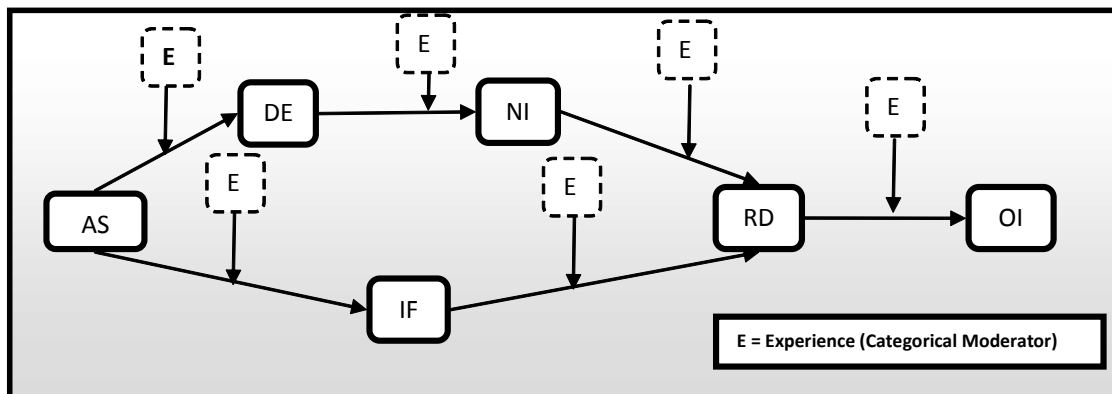 E
E
E
E
DE
NI
E
E
AS
RD
OI
IF
E = Experience (Categorical Moderator)